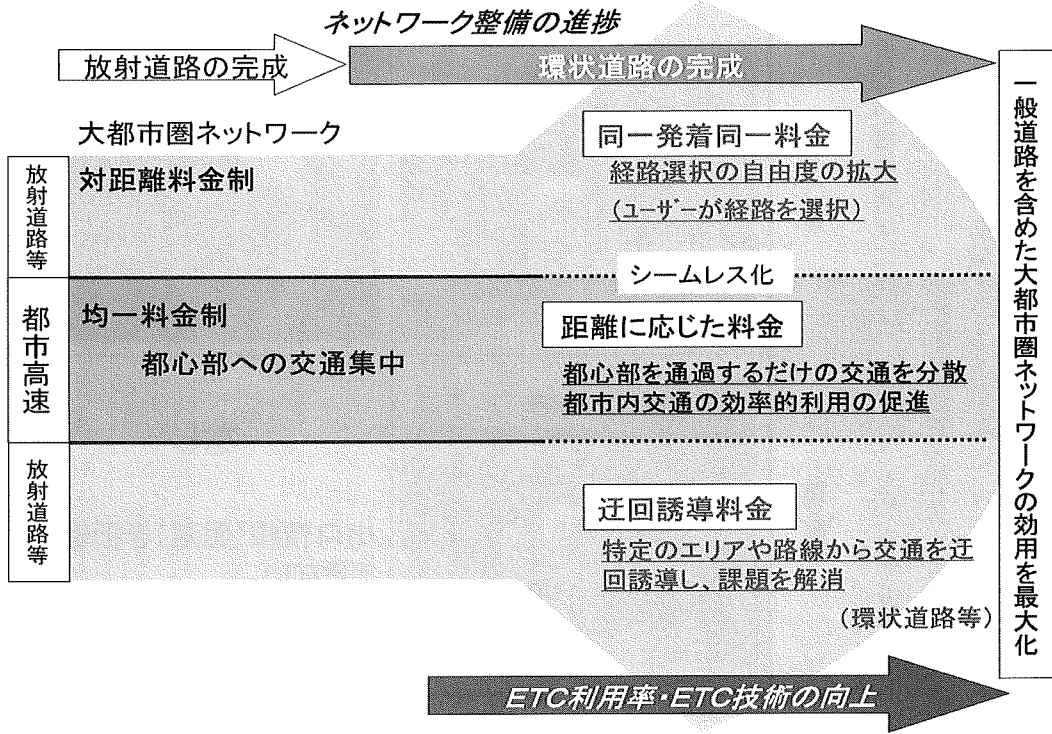 ネットワーク整備の進捗
放射道路の完成
環状道路の完成
大都市圏ネットワーク
放射道路等
対距離料金制
同一発着同一料金
経路選択の自由度の拡大
(ユーザーが経路を選択)
シームレス化
都市高速
均一料金制
都心部への交通集中
距離に応じた料金
都心部を通過するだけの交通を分散
都市内交通の効率的利用の促進
放射道路等
迂回誘導料金
特定のエリアや路線から交通を迂
回誘導し、課題を解消
(環状道路等)
ETC利用率・ETC技術の向上
一般道路を含めた大都市圏ネットワークの効用を最大化